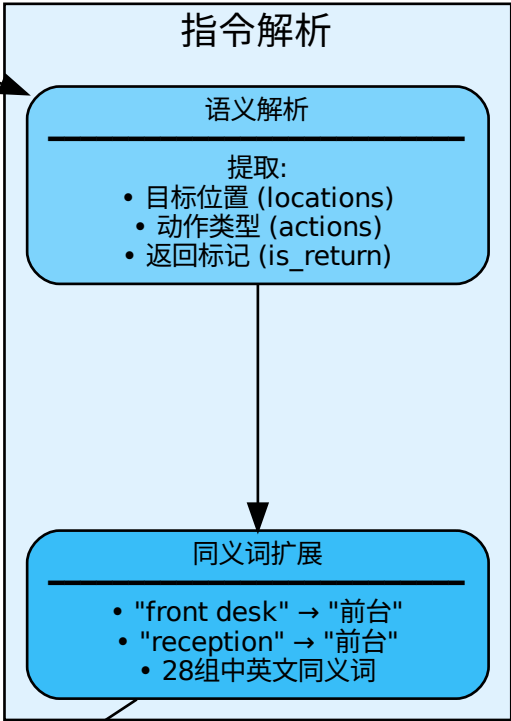 指令解析
语义解析
提取:
• 目标位置 (locations)
• 动作类型 (actions)
• 返回标记 (is_return)
同义词扩展
• "front desk" → "前台"
• "reception" → "前台"
• 28组中英文同义词